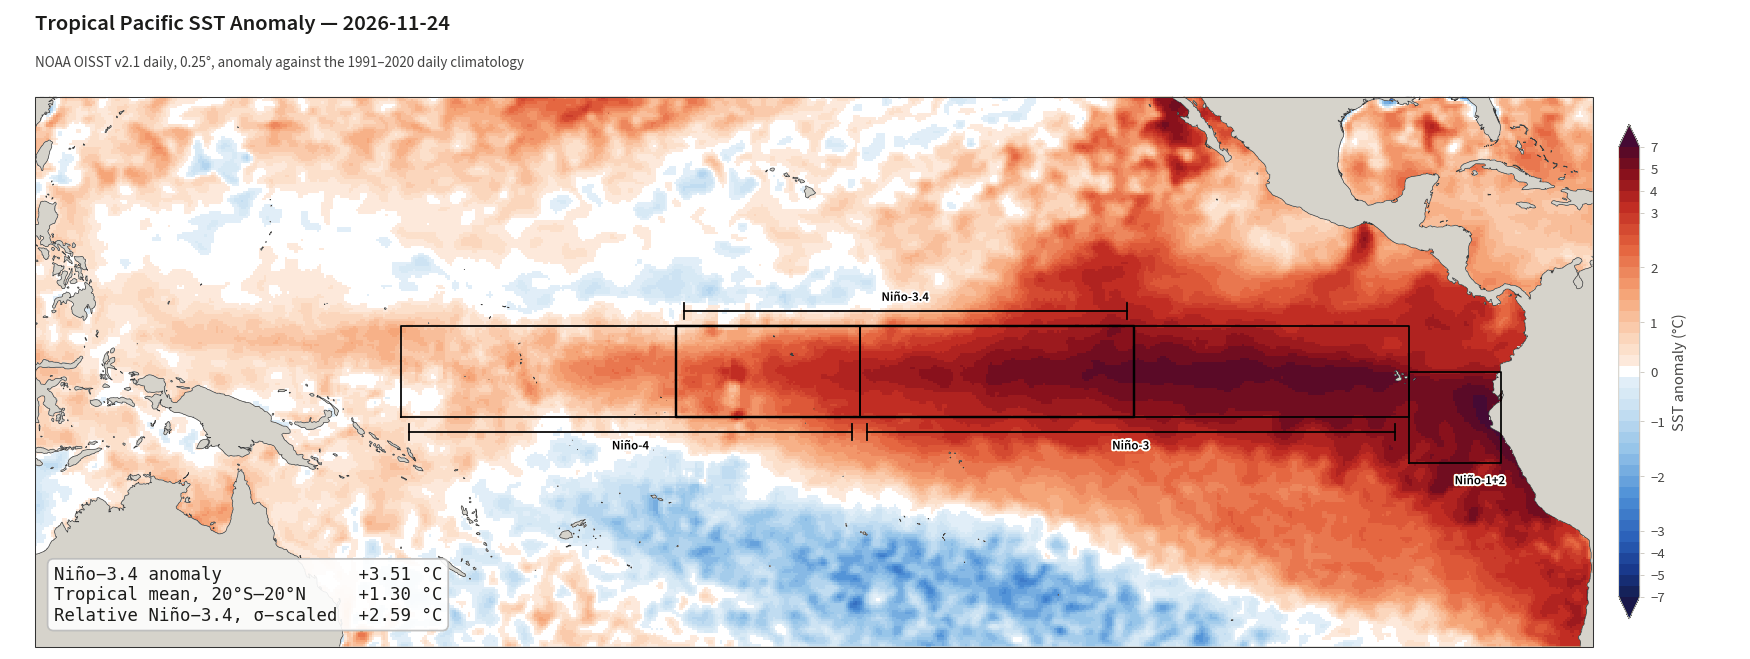 Tropical Pacific SST Anomaly — 2026-11-24
NOAA OISST v2.1 daily, 0.25°, anomaly against the 1991–2020 daily climatology
Niño-3.4
Niño-4
Niño-3
Niño-1+2
Niño−3.4 anomaly +3.51 °C
Tropical mean, 20°S–20°N +1.30 °C
Relative Niño−3.4, σ−scaled +2.59 °C
7
5
4
3
2
1
0
−1
−2
−3
−4
−5
−7
SST anomaly (°C)